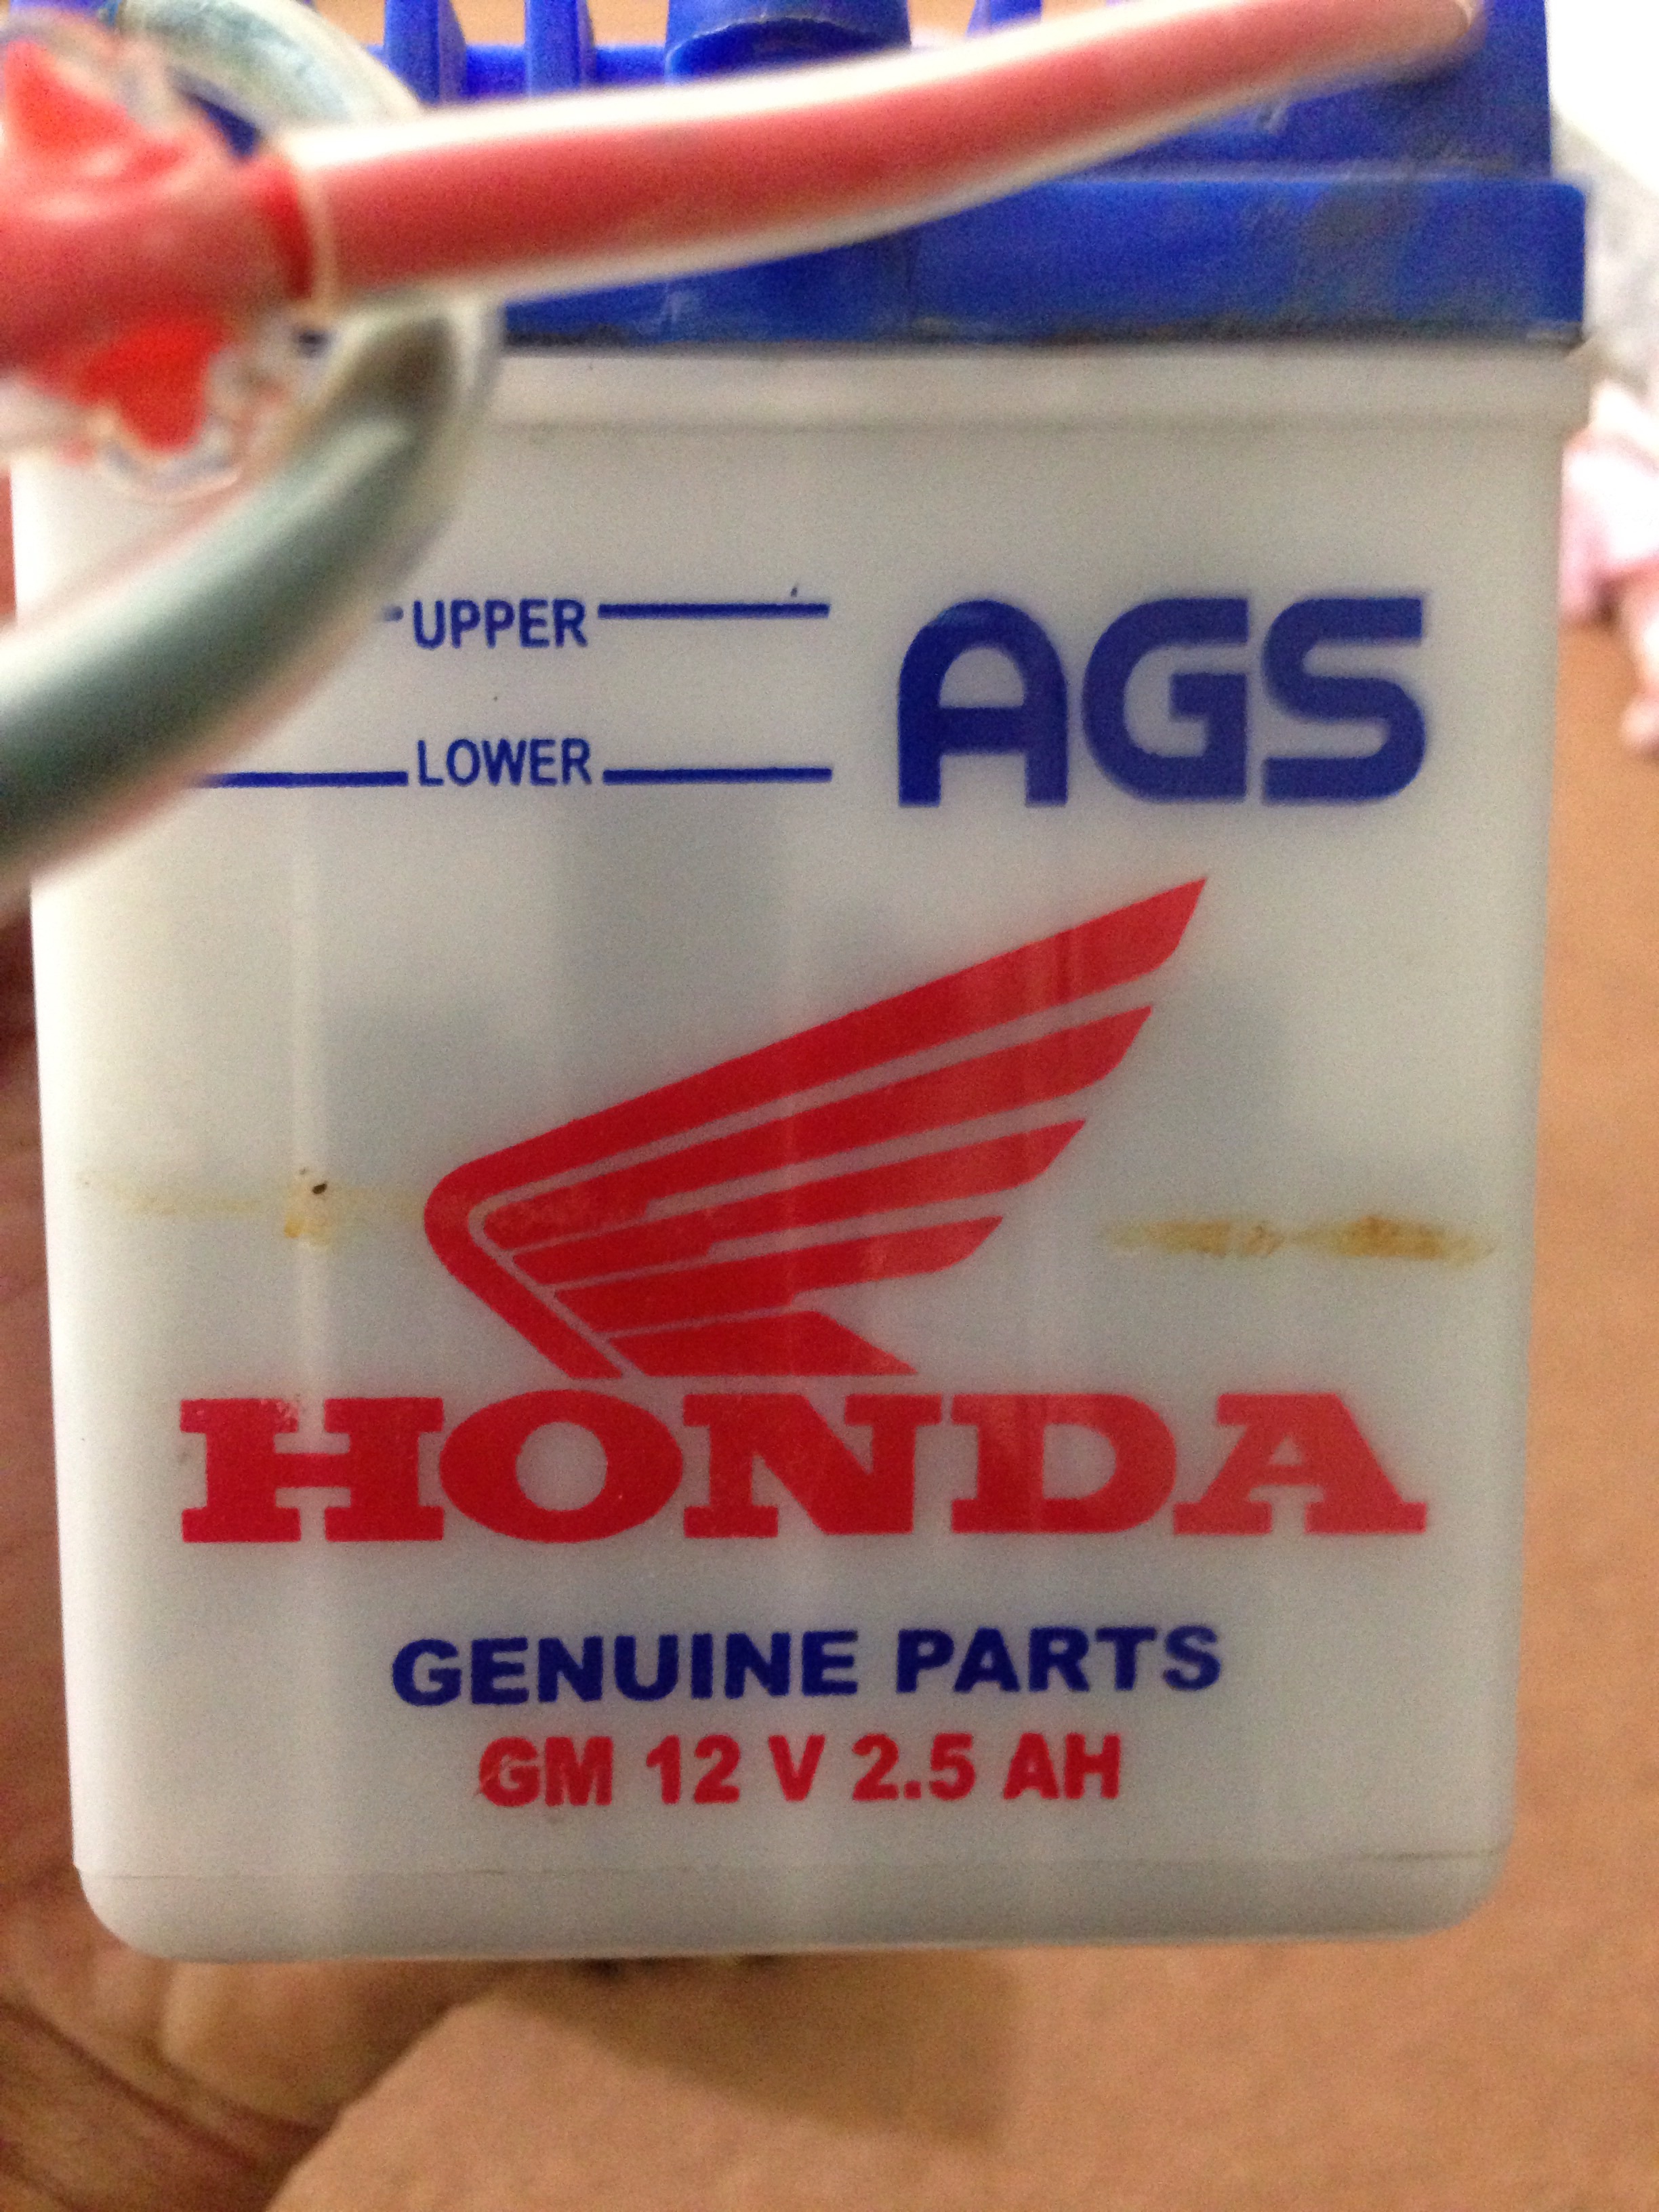 UPPER
LOWER
AGS
HONDA
GENUINE PARTS
GM 12 V 2.5 AH